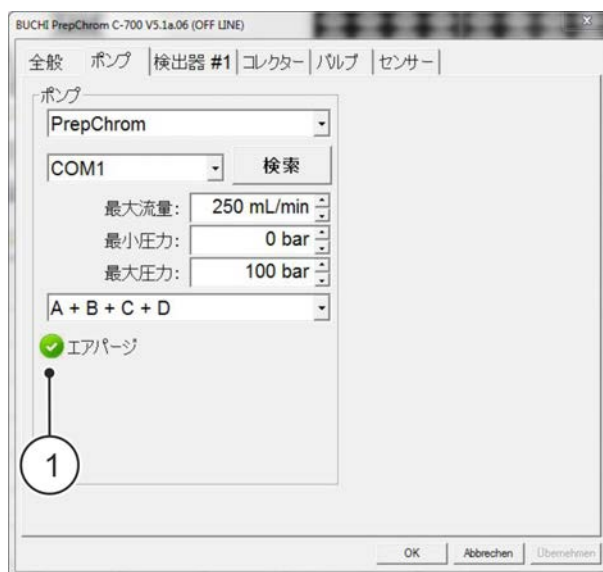 BUCHI PrepChrom C-700 V5.1a.06 (OFF LINE)
全般 ポンプ 検出器 #1 コレクター バルブ センサー
ポンプ
PrepChrom
COM1 検索
最大流量: 250 mL/min
最小圧力: 0 bar
最大圧力: 100 bar
A + B + C + D
エアパージ
1
OK Abbrechen Übernehmen